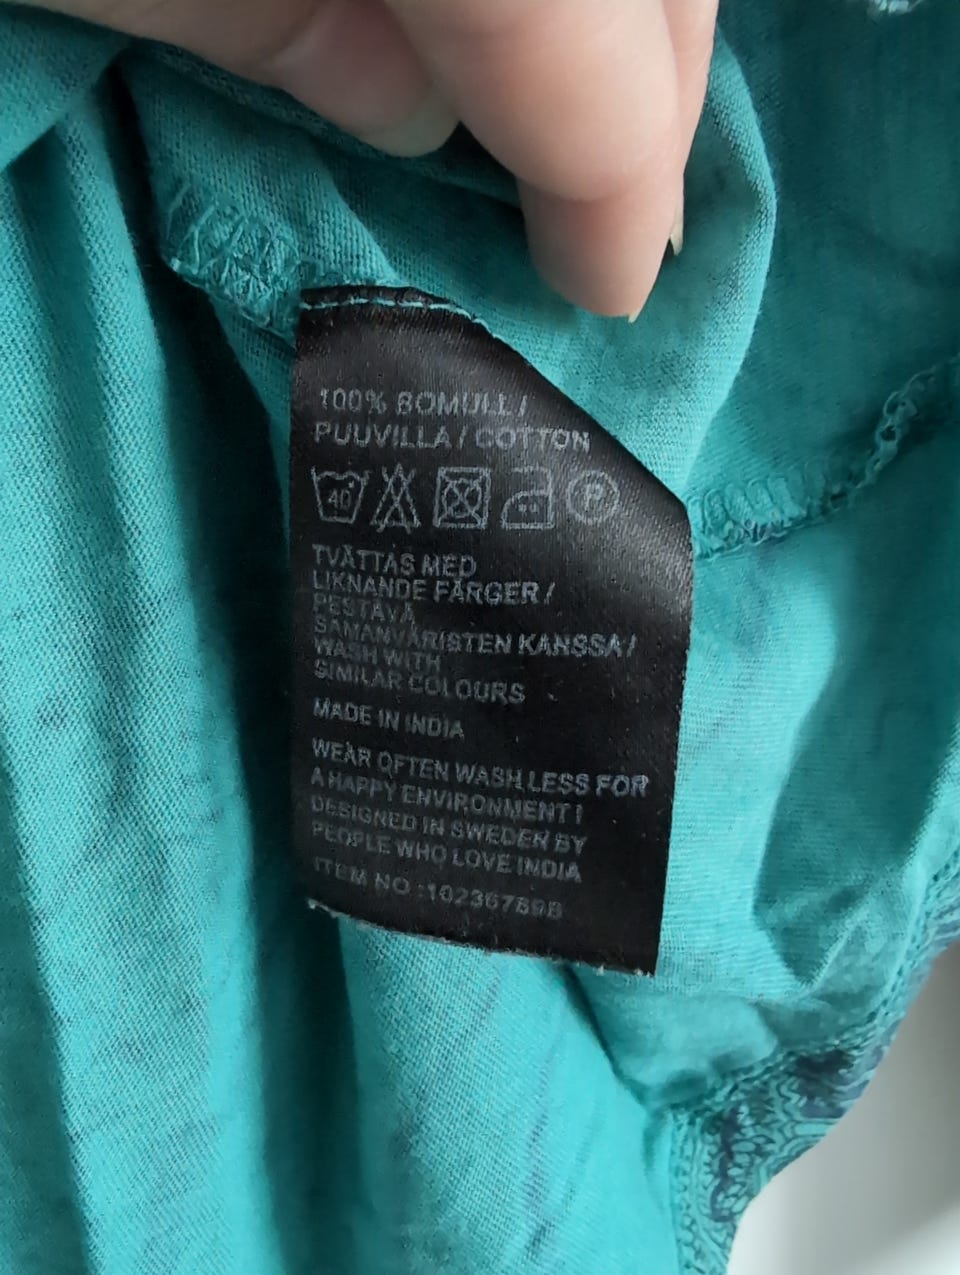 100% BOMULL/
PUUVILLA/COTTON
40 P
TVÄTTAS MED
LIKNANDE FÄRGER/
PESTÄVÄ
SAMANVÄRISTEN KANSSA/
WASH WITH
SIMILAR COLOURS
MADE IN INDIA
WEAR OFTEN WASH LESS FOR
A HAPPY ENVIRONMENT!
DESIGNED IN SWEDEN BY
PEOPLE WHO LOVE INDIA
ITEM NO :